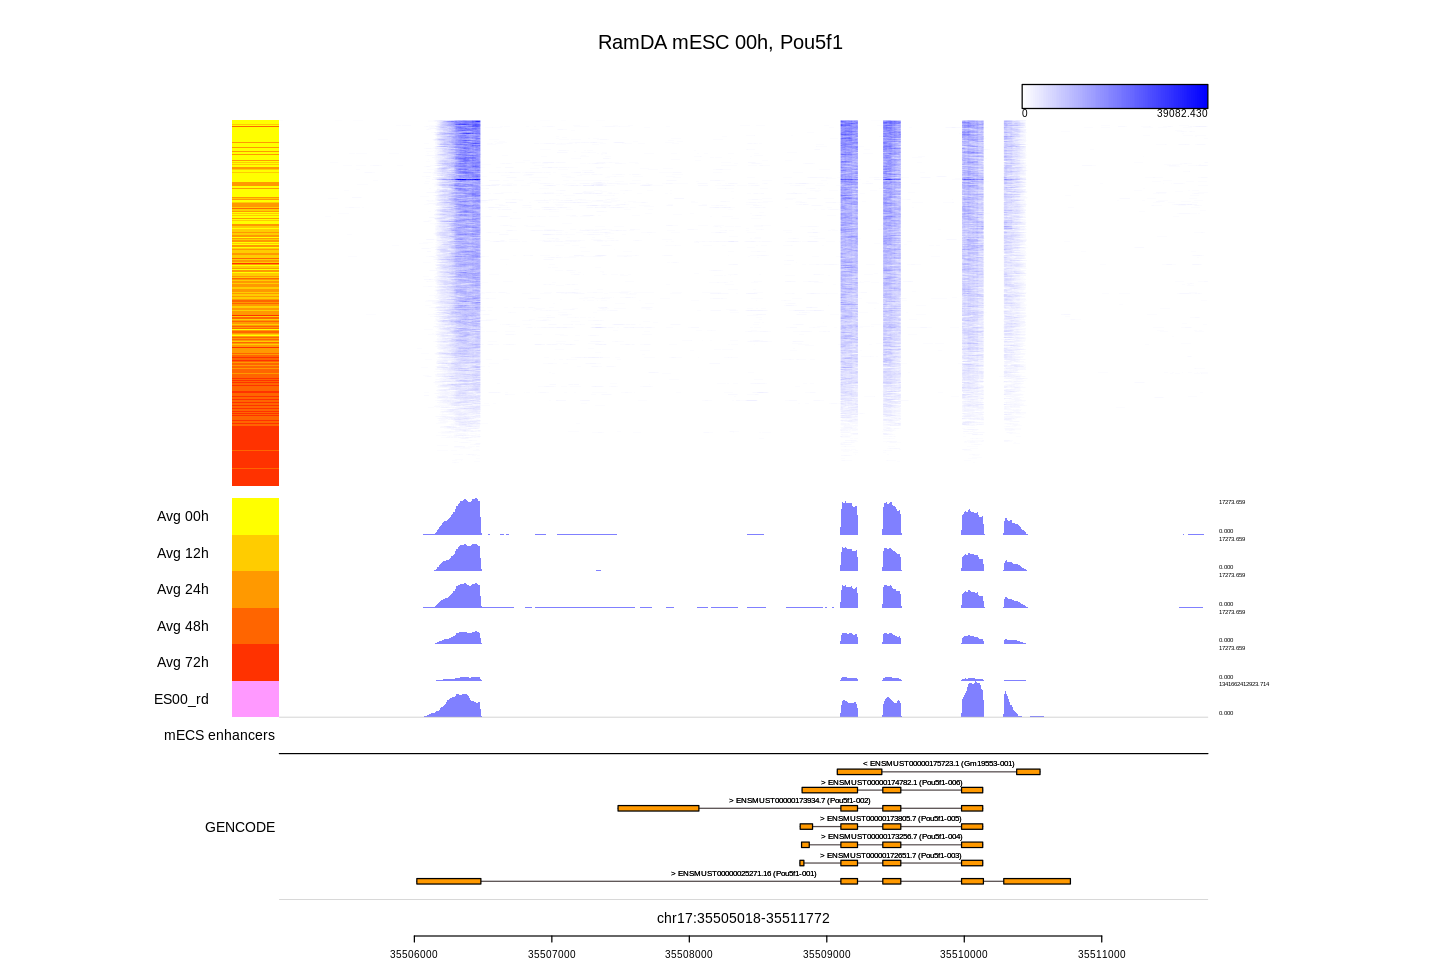 RamDA mESC 00h, Pou5f1
0 39082.430
Avg 00h 17273.659
0.000
Avg 12h 17273.659
0.000
Avg 24h 17273.659
0.000
Avg 48h 17273.659
0.000
Avg 72h 17273.659
0.000
ES00_rd 1341662412923.714
0.000
mECS enhancers
< ENSMUST00000175723.1 (Gm19553-001)
> ENSMUST00000174782.1 (Pou5f1-006)
> ENSMUST00000173934.7 (Pou5f1-002)
> ENSMUST00000173805.7 (Pou5f1-005)
GENCODE
> ENSMUST00000173256.7 (Pou5f1-004)
> ENSMUST00000172651.7 (Pou5f1-003)
> ENSMUST00000025271.16 (Pou5f1-001)
chr17:35505018-35511772
35506000 35507000 35508000 35509000 35510000 35511000